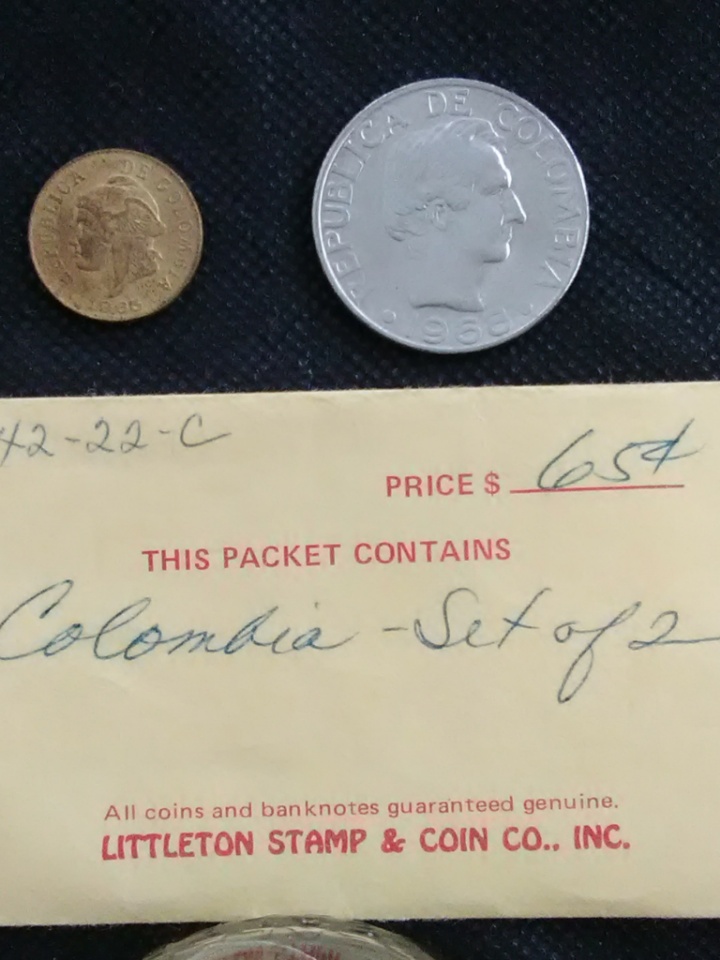 REPUBLICA DE COLOMBIA
REPUBLICA DE COLOMBIA
42-22-C
PRICE $ 65¢
THIS PACKET CONTAINS
Colombia - Set of 2
All coins and banknotes guaranteed genuine.
LITTLETON STAMP & COIN CO., INC.